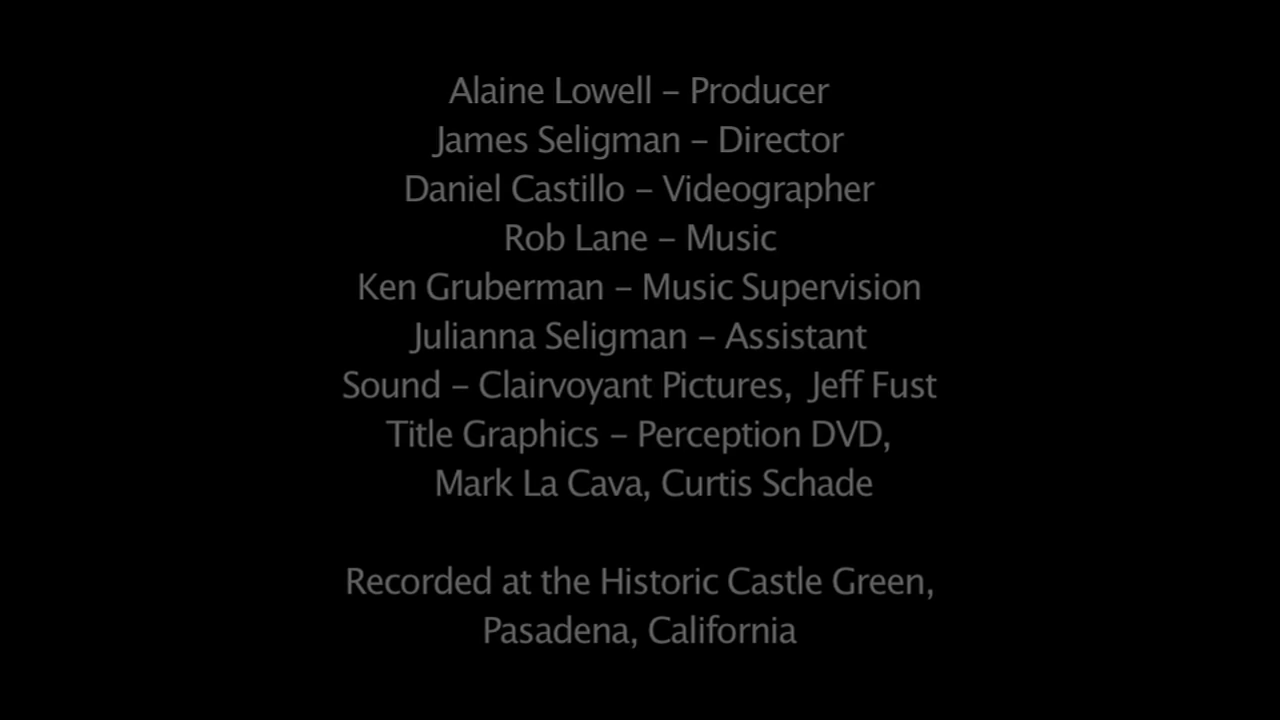 Alaine Lowell – Producer
James Seligman – Director
Daniel Castillo – Videographer
Rob Lane – Music
Ken Gruberman – Music Supervision
Julianna Seligman – Assistant
Sound – Clairvoyant Pictures,  Jeff Fust
Title Graphics – Perception DVD,
Mark La Cava, Curtis Schade
Recorded at the Historic Castle Green,
Pasadena, California